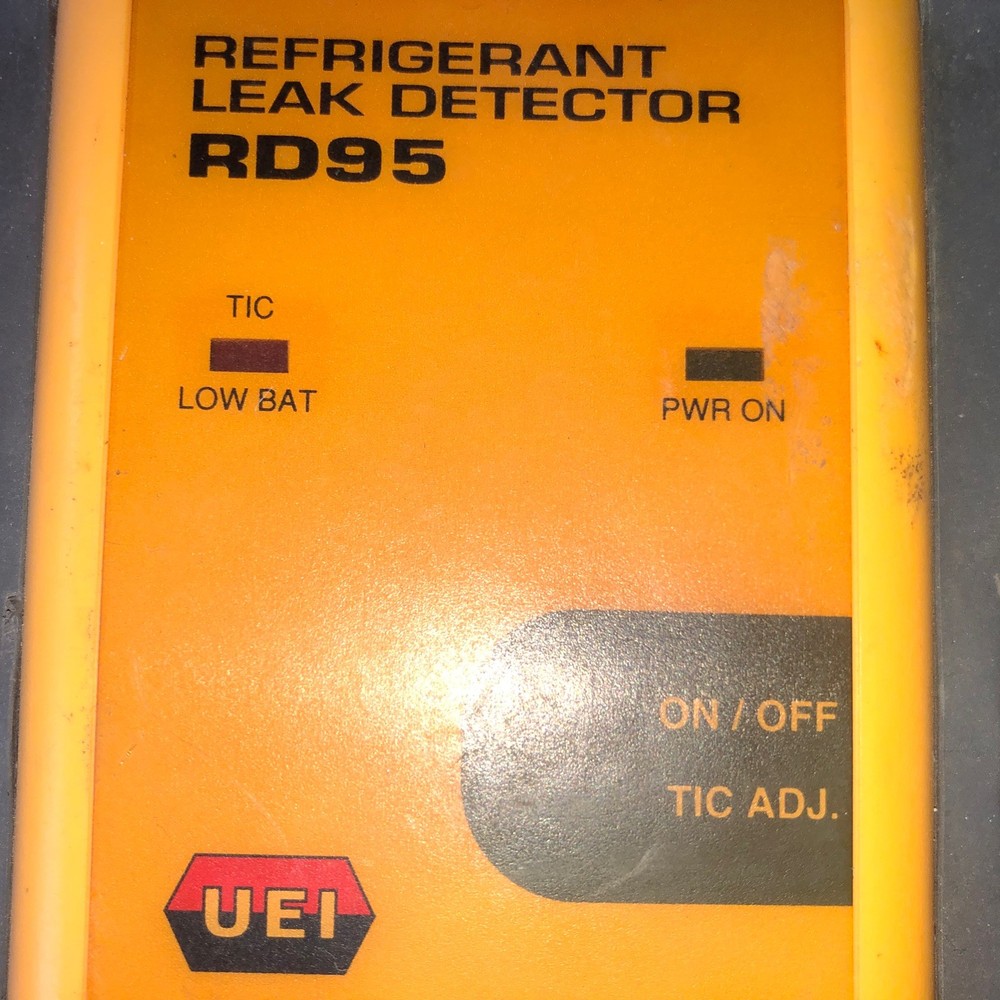 REFRIGERANT
LEAK DETECTOR
RD95
TIC
LOW BAT
PWR ON
ON / OFF
TIC ADJ.
UEI